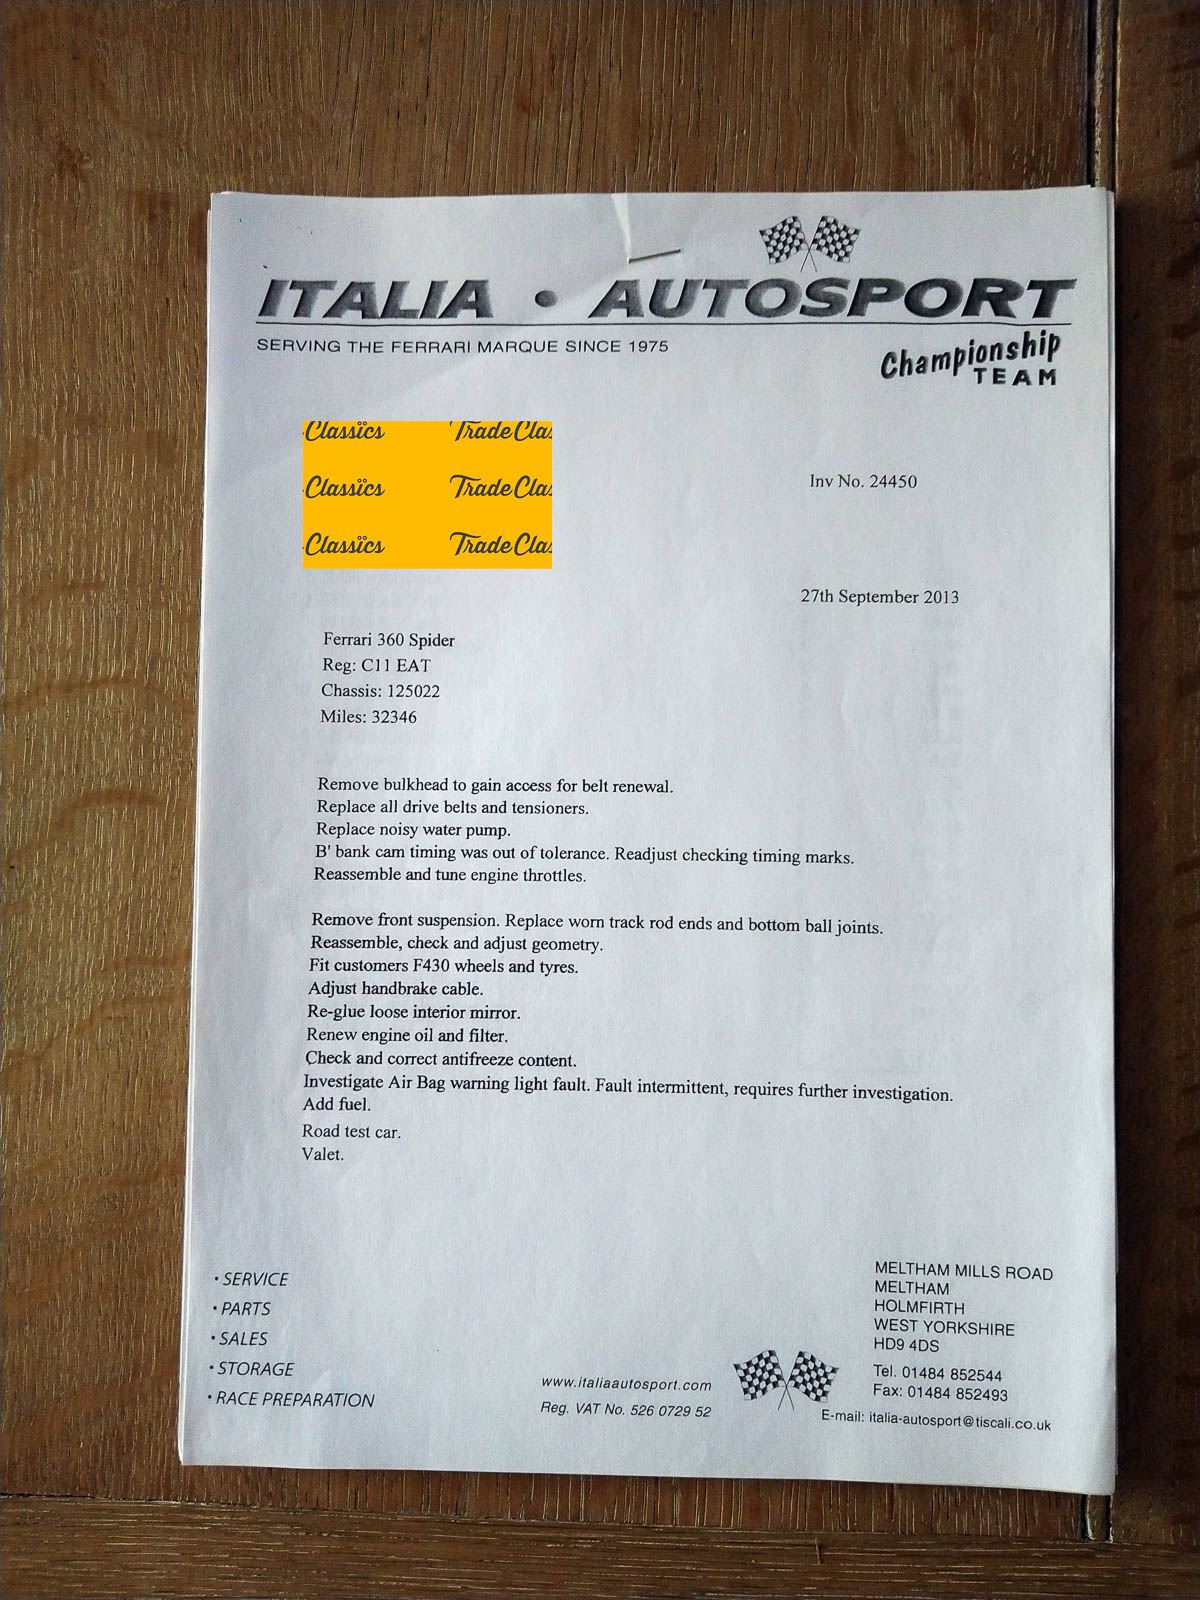 ITALIA • AUTOSPORT
SERVING THE FERRARI MARQUE SINCE 1975
Championship
TEAM
Classics Trade Clas
Classics Trade Clas
Classics Trade Clas
Inv No. 24450
27th September 2013
Ferrari 360 Spider
Reg: C11 EAT
Chassis: 125022
Miles: 32346
Remove bulkhead to gain access for belt renewal.
Replace all drive belts and tensioners.
Replace noisy water pump.
B' bank cam timing was out of tolerance. Readjust checking timing marks.
Reassemble and tune engine throttles.
Remove front suspension. Replace worn track rod ends and bottom ball joints.
Reassemble, check and adjust geometry.
Fit customers F430 wheels and tyres.
Adjust handbrake cable.
Re-glue loose interior mirror.
Renew engine oil and filter.
Check and correct antifreeze content.
Investigate Air Bag warning light fault. Fault intermittent, requires further investigation.
Add fuel.
Road test car.
Valet.
• SERVICE
• PARTS
• SALES
• STORAGE
• RACE PREPARATION
www.italiaautosport.com
Reg. VAT No. 526 0729 52
MELTHAM MILLS ROAD
MELTHAM
HOLMFIRTH
WEST YORKSHIRE
HD9 4DS
Tel. 01484 852544
Fax: 01484 852493
E-mail: italia-autosport@tiscali.co.uk